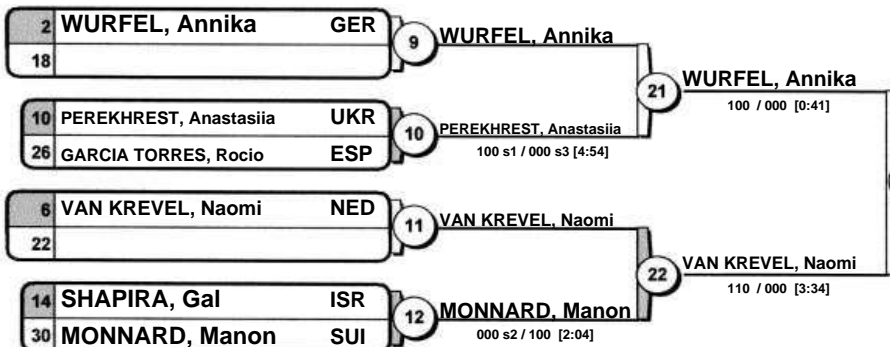 2 WURFEL, Annika GER
18
9
WURFEL, Annika
10 PEREKHREST, Anastasiia UKR
26 GARCIA TORRES, Rocio ESP
10
PEREKHREST, Anastasiia
100 s1 / 000 s3 [4:54]
21
WURFEL, Annika
100 / 000 [0:41]
6 VAN KREVEL, Naomi NED
22
11
VAN KREVEL, Naomi
14 SHAPIRA, Gal ISR
30 MONNARD, Manon SUI
12
MONNARD, Manon
000 s2 / 100 [2:04]
22
VAN KREVEL, Naomi
110 / 000 [3:34]